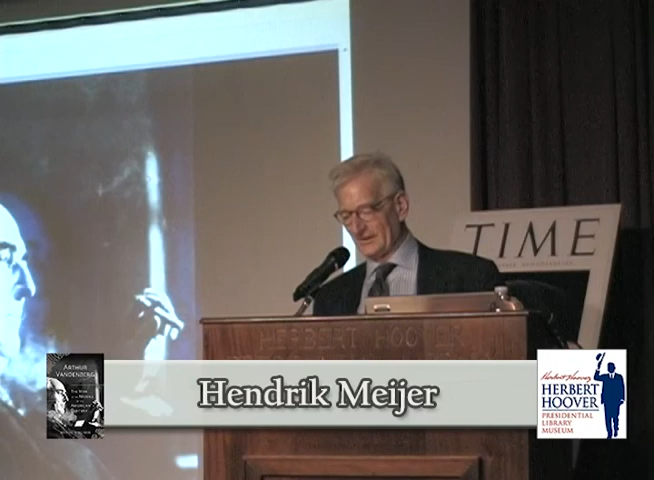 TIME
HERBERT HOOVER
ARTHUR
VANDENBERG
Hendrik Meijer
Herbert Hoover
HERBERT
HOOVER
PRESIDENTIAL
LIBRARY
MUSEUM